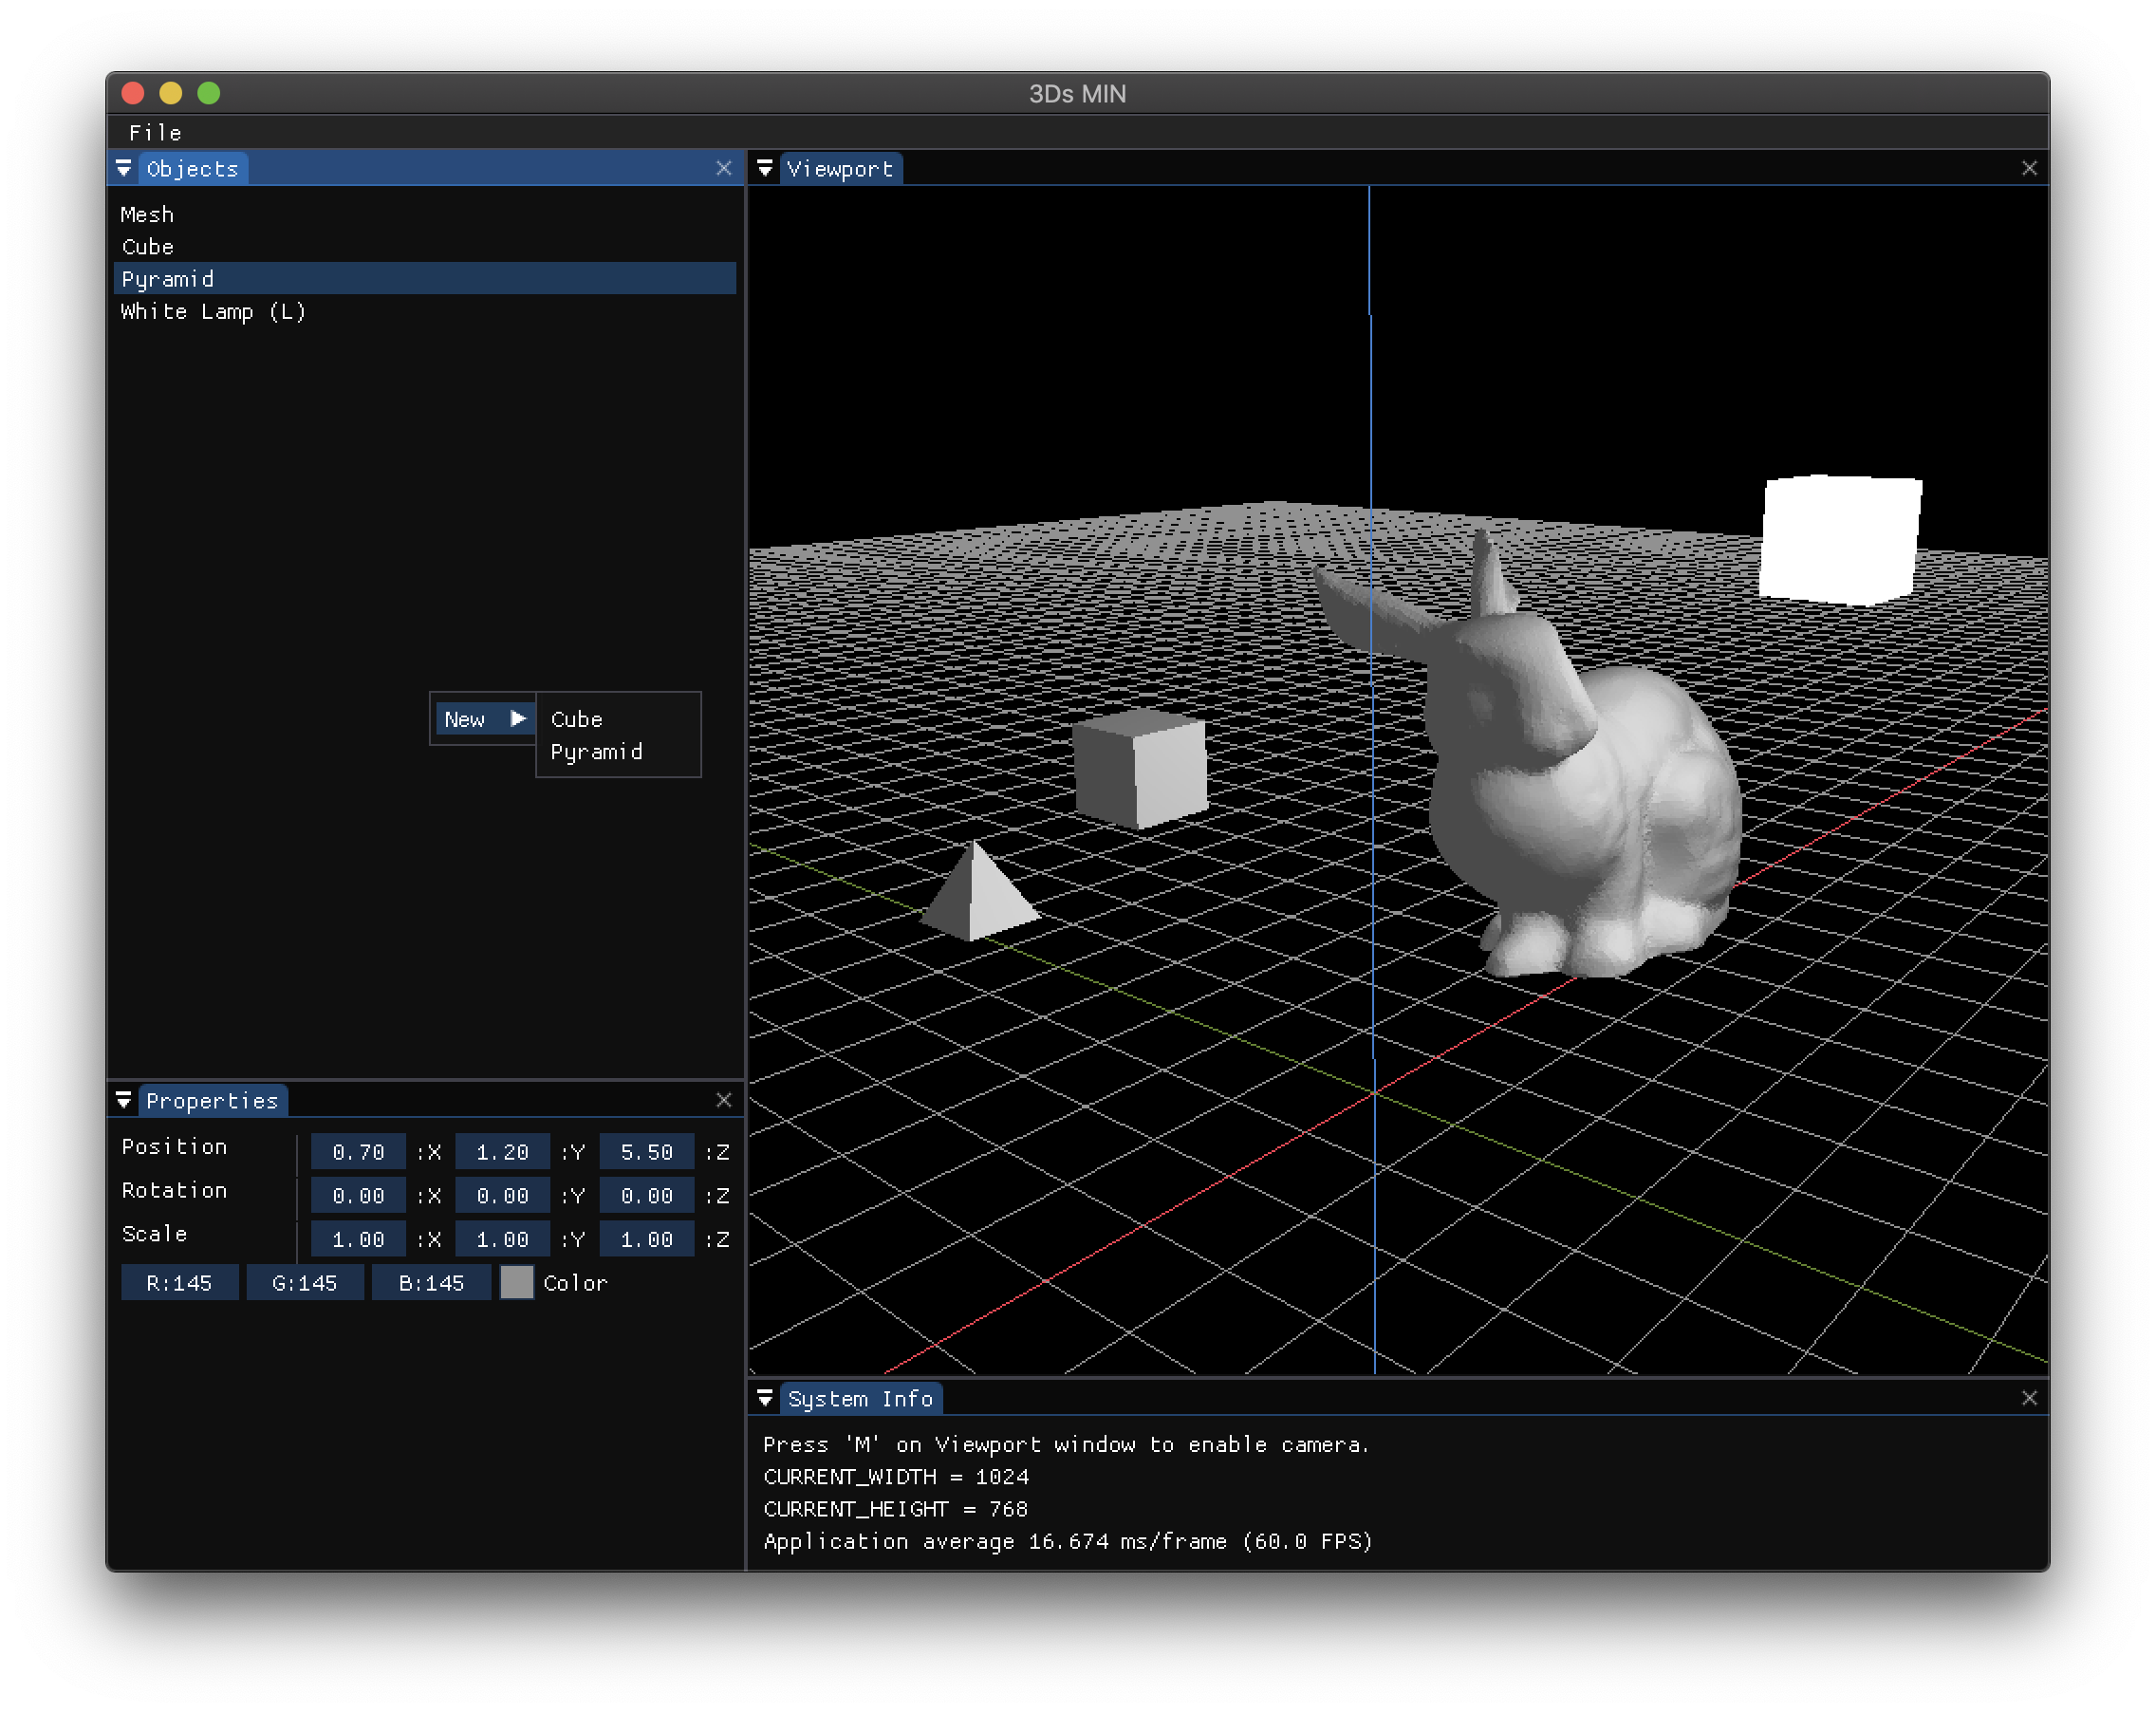 3Ds MIN
File
Objects
Mesh
Cube
Pyramid
White Lamp (L)
New
Cube
Pyramid
Properties
Position 0.70 :X 1.20 :Y 5.50 :Z
Rotation 0.00 :X 0.00 :Y 0.00 :Z
Scale 1.00 :X 1.00 :Y 1.00 :Z
R:145 G:145 B:145 Color
Viewport
System Info
Press 'M' on Viewport window to enable camera.
CURRENT_WIDTH = 1024
CURRENT_HEIGHT = 768
Application average 16.674 ms/frame (60.0 FPS)